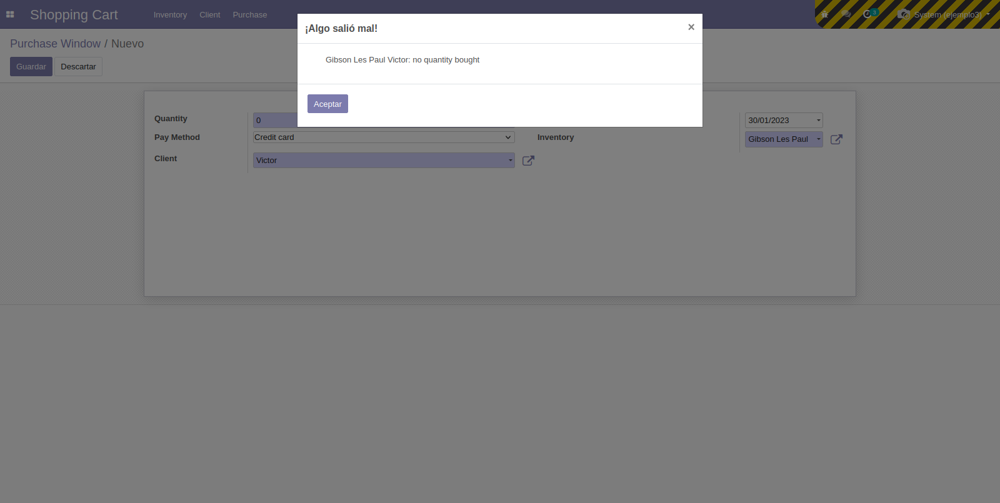 Shopping Cart Inventory Client Purchase 3 System (ejemplo3)
¡Algo salió mal! ×
Purchase Window / Nuevo
Gibson Les Paul Victor: no quantity bought
Guardar Descartar
Aceptar
Quantity 0 30/01/2023
Pay Method Credit card Inventory Gibson Les Paul
Client Victor